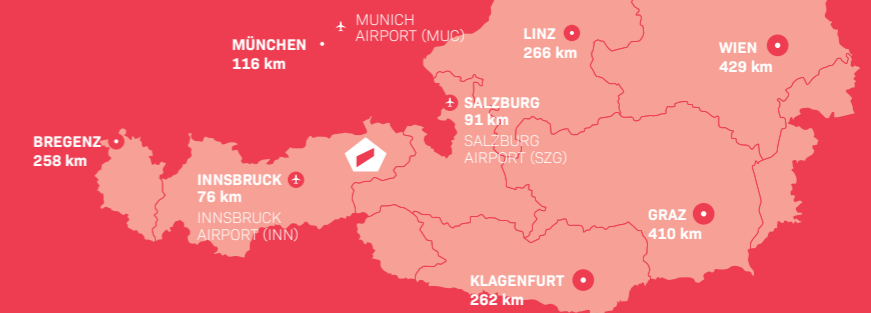 MUNICH
AIRPORT (MUC)
MÜNCHEN
116 km
LINZ
266 km
WIEN
429 km
SALZBURG
91 km
SALZBURG
AIRPORT (SZG)
BREGENZ
258 km
INNSBRUCK
76 km
INNSBRUCK
AIRPORT (INN)
GRAZ
410 km
KLAGENFURT
262 km